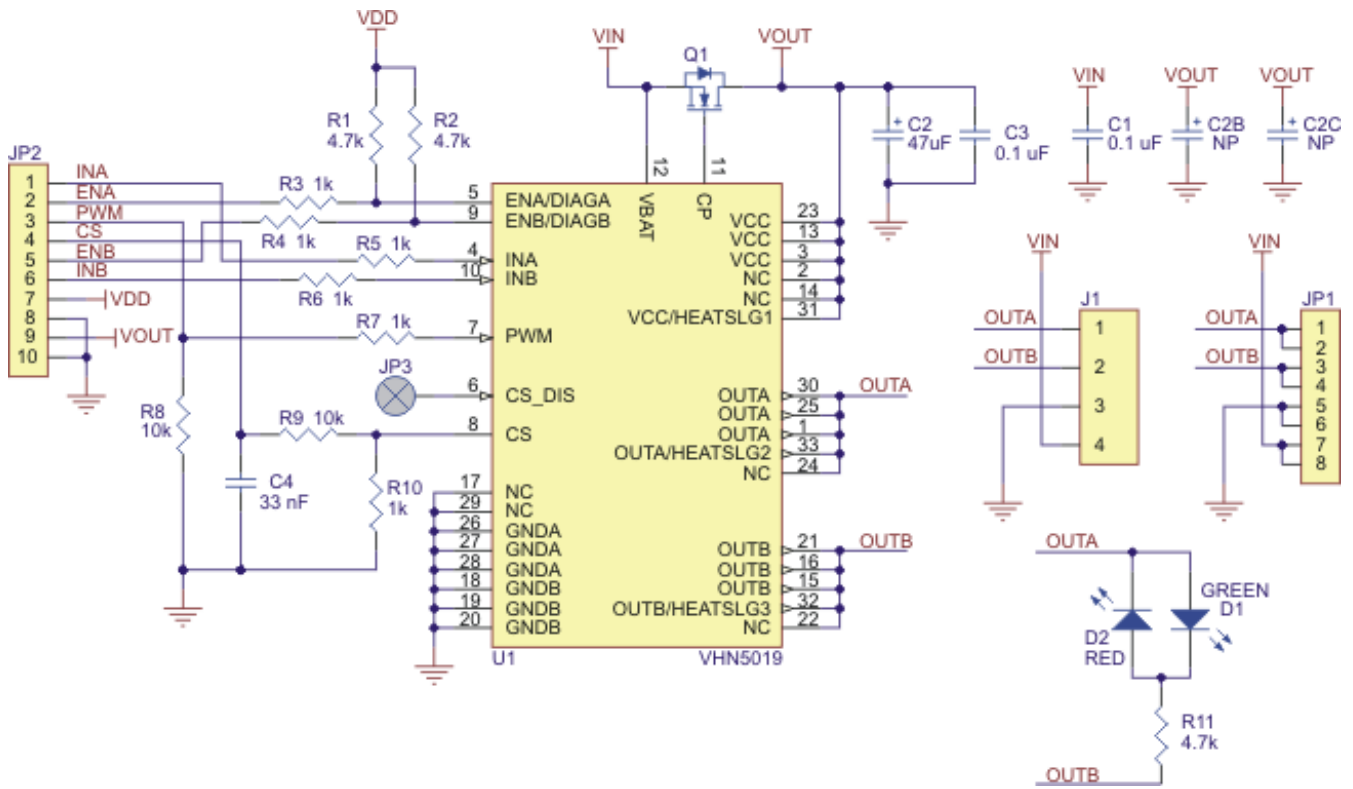 VDD
VIN
Q1
VOUT
R1
4.7k
R2
4.7k
C2
47uF
C3
0.1 uF
VIN
C1
0.1 uF
VOUT
C2B
NP
VOUT
C2C
NP
JP2
1
2
3
4
5
6
7
8
9
10
INA
ENA
PWM
CS
ENB
INB
VDD
VOUT
R3 1k
R4 1k
R5 1k
R6 1k
R7 1k
JP3
R8
10k
R9 10k
C4
33 nF
R10
1k
12
11
VBAT
CP
5 ENA/DIAGA
9 ENB/DIAGB
4 INA
10 INB
7 PWM
6 CS_DIS
8 CS
17 NC
29 NC
26 GNDA
27 GNDA
28 GNDA
18 GNDB
19 GNDB
20 GNDB
VCC 23
VCC 13
VCC 3
NC 2
NC 14
VCC/HEATSLG1 31
OUTA 30 OUTA
OUTA 25
OUTA 1
OUTA/HEATSLG2 33
NC 24
OUTB 21 OUTB
OUTB 16
OUTB 15
OUTB/HEATSLG3 32
NC 22
U1
VHN5019
VIN
J1
OUTA
OUTB
1
2
3
4
VIN
JP1
OUTA
OUTB
1
2
3
4
5
6
7
8
OUTA
GREEN
D1
D2
RED
R11
4.7k
OUTB